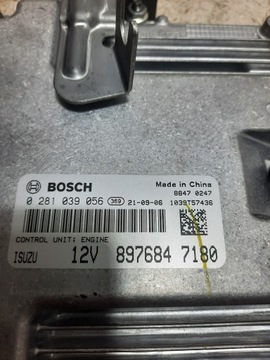 Made in China
BOSCH
8847 0247
0 281 039 056 369 21-09-06 1039T57436
CONTROL UNIT: ENGINE
ISUZU 12V 897684 7180